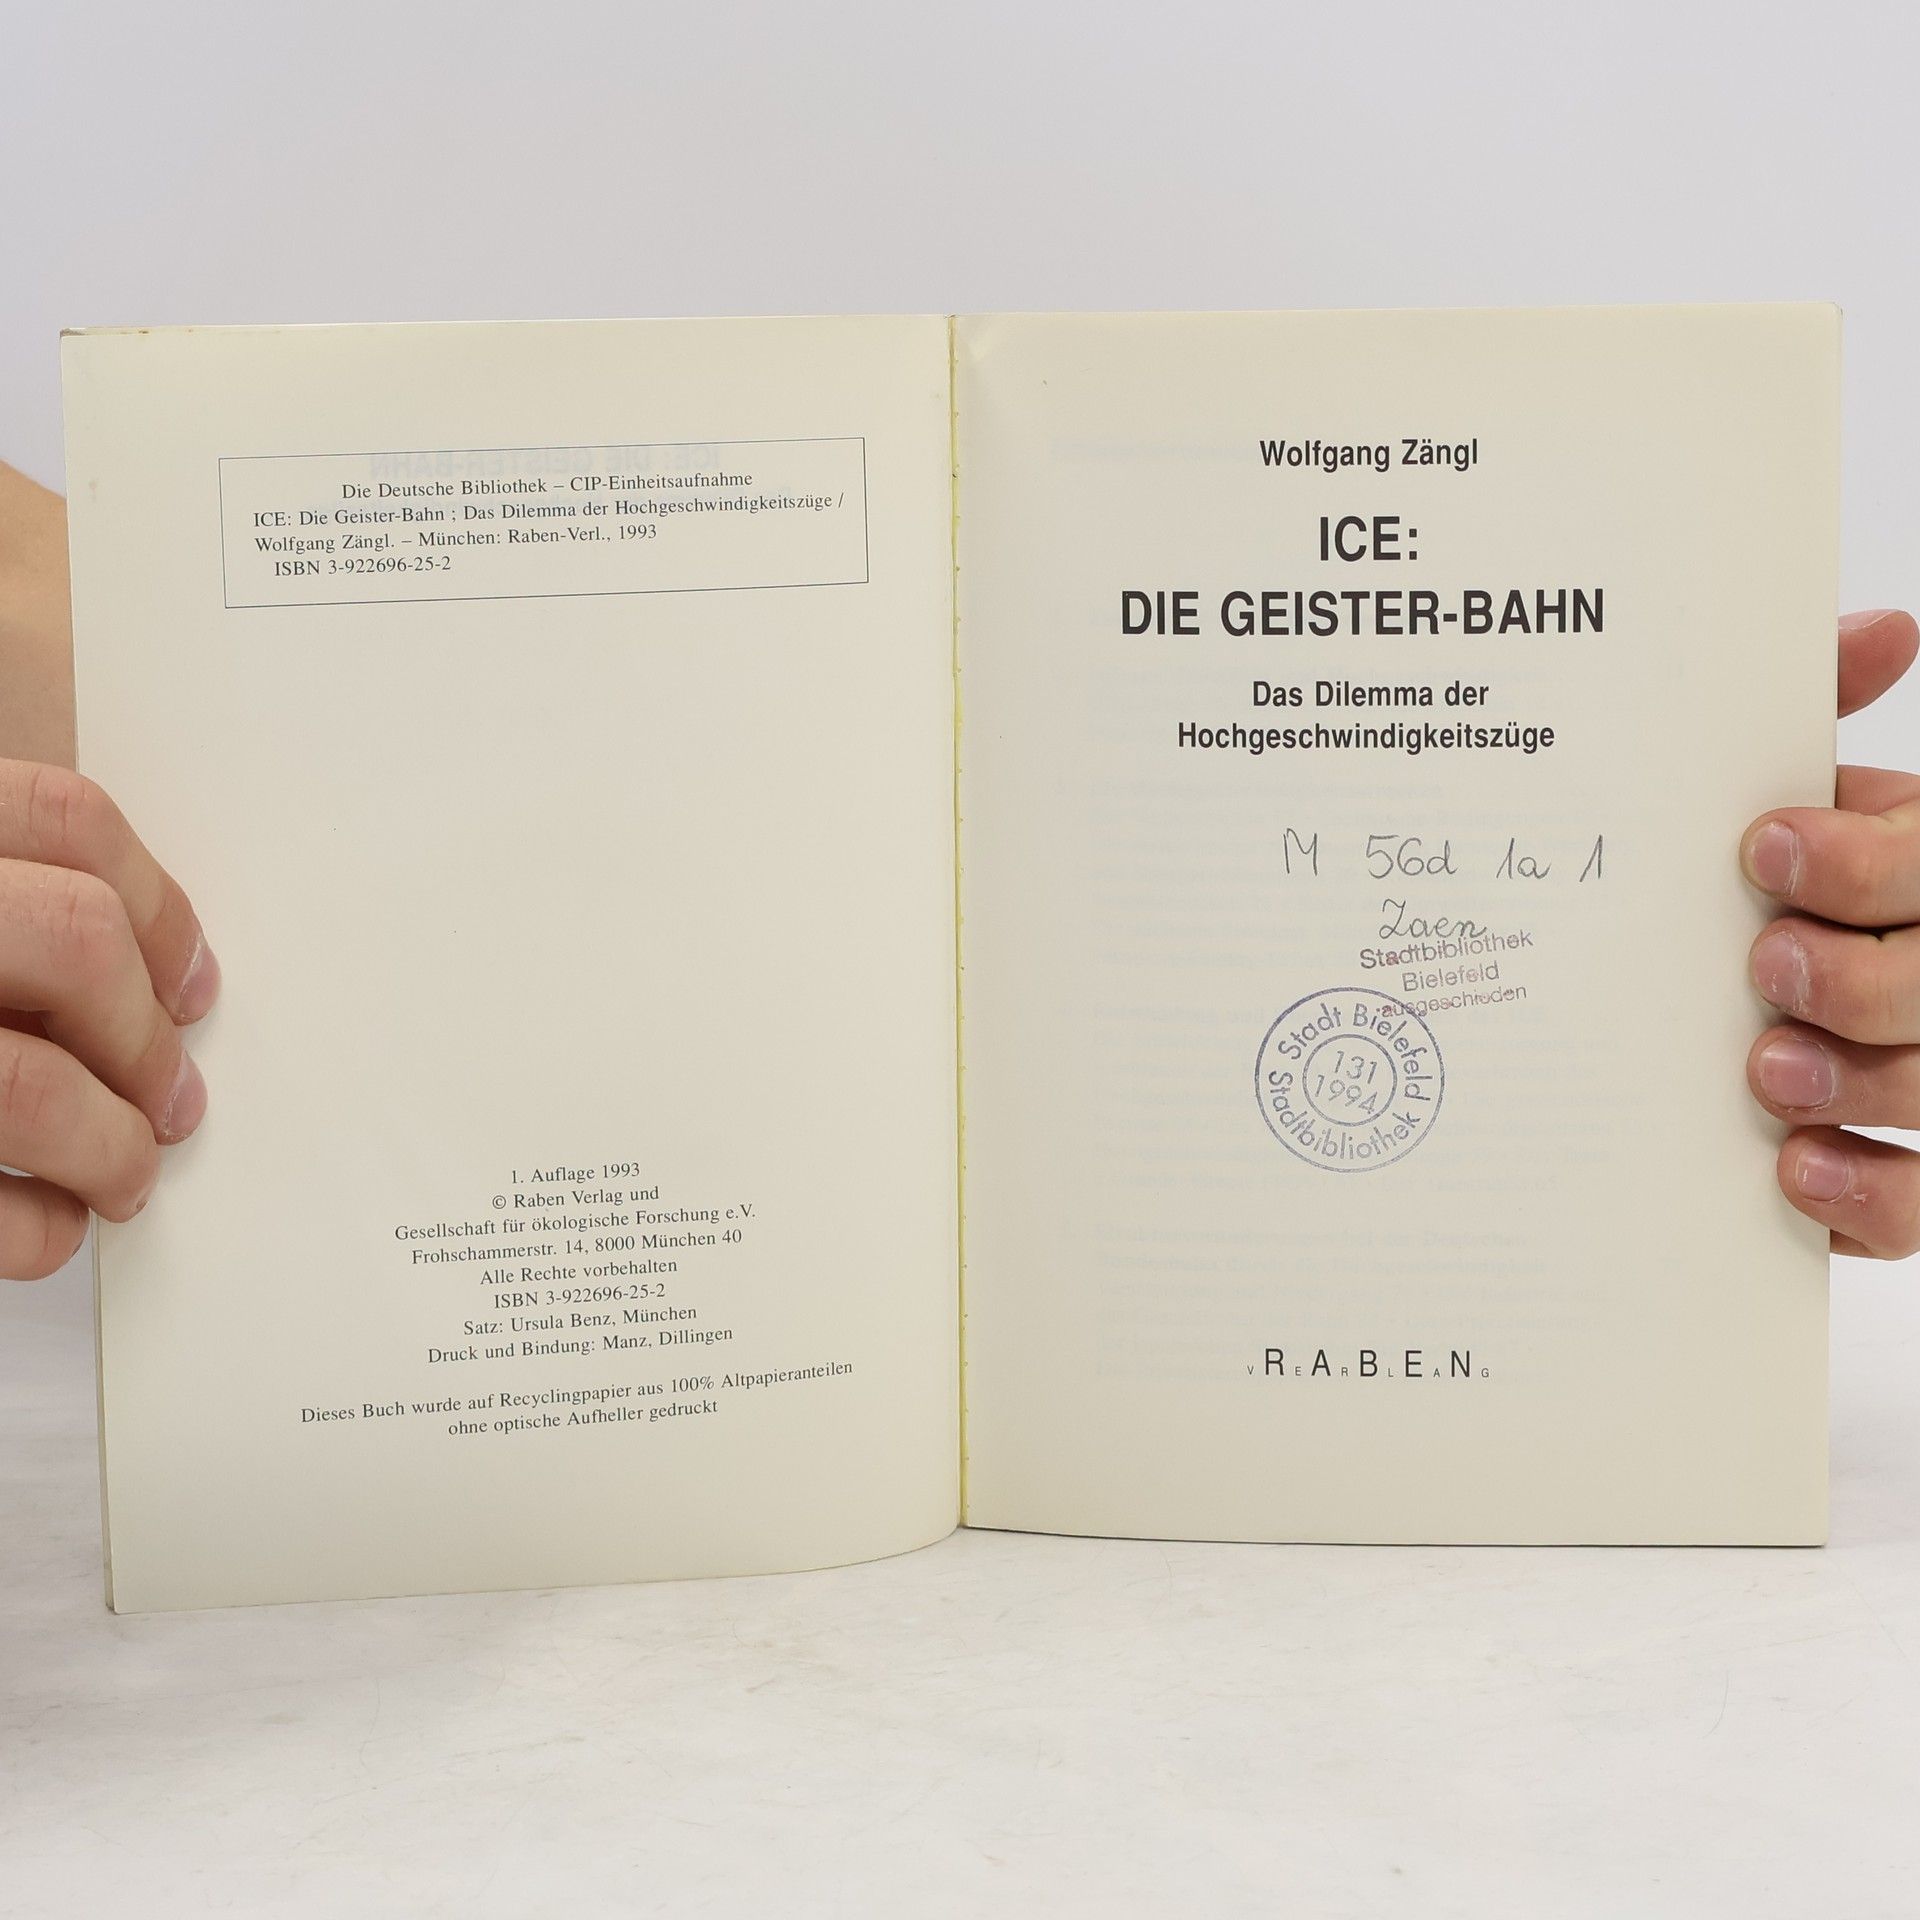 Die Deutsche Bibliothek – CIP-Einheitsaufnahme
ICE: Die Geister-Bahn ; Das Dilemma der Hochgeschwindigkeitszüge /
Wolfgang Zängl. – München: Raben-Verl., 1993
ISBN 3-922696-25-2
1. Auflage 1993
© Raben Verlag und
Gesellschaft für ökologische Forschung e.V.
Frohschammerstr. 14, 8000 München 40
Alle Rechte vorbehalten
ISBN 3-922696-25-2
Satz: Ursula Benz, München
Druck und Bindung: Manz, Dillingen
Dieses Buch wurde auf Recyclingpapier aus 100% Altpapieranteilen
ohne optische Aufheller gedruckt
Wolfgang Zängl
ICE:
DIE GEISTER-BAHN
Das Dilemma der
Hochgeschwindigkeitszüge
M 56d 1a 1
Zaen
Stadtbibliothek
Bielefeld
ausgeschieden
Stadt Bielefeld
131
1994
Stadtbibliothek
VREARBLEANG